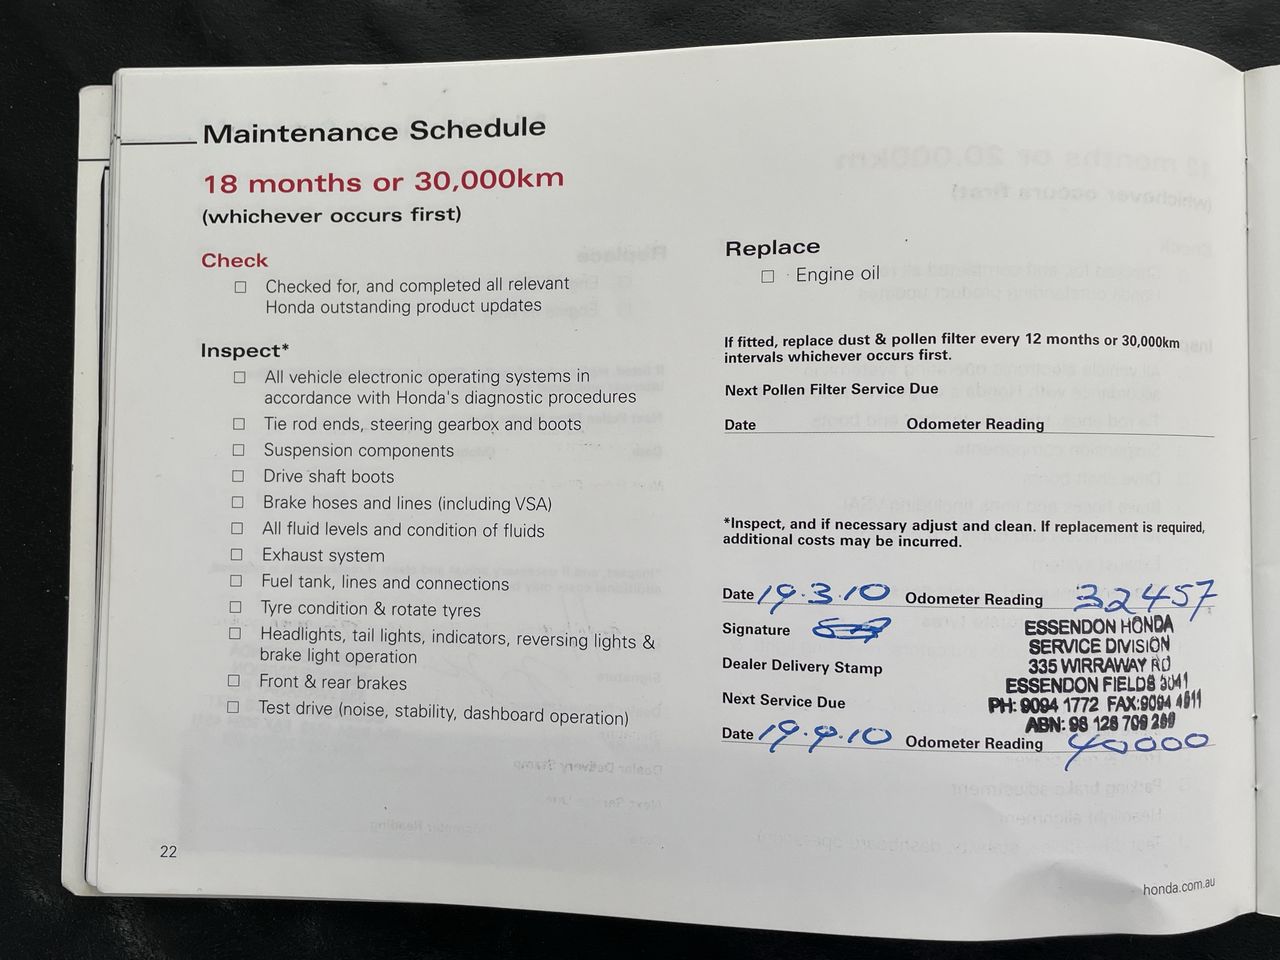 Maintenance Schedule
18 months or 30,000km
(whichever occurs first)
Check
Checked for, and completed all relevant
Honda outstanding product updates
Inspect*
All vehicle electronic operating systems in
accordance with Honda's diagnostic procedures
Tie rod ends, steering gearbox and boots
Suspension components
Drive shaft boots
Brake hoses and lines (including VSA)
All fluid levels and condition of fluids
Exhaust system
Fuel tank, lines and connections
Tyre condition & rotate tyres
Headlights, tail lights, indicators, reversing lights &
brake light operation
Front & rear brakes
Test drive (noise, stability, dashboard operation)
22
Replace
Engine oil
If fitted, replace dust & pollen filter every 12 months or 30,000km
intervals whichever occurs first.
Next Pollen Filter Service Due
Date Odometer Reading
*Inspect, and if necessary adjust and clean. If replacement is required,
additional costs may be incurred.
Date 19.3.10 Odometer Reading 32457
Signature
Dealer Delivery Stamp
ESSENDON HONDA
SERVICE DIVISION
335 WIRRAWAY RD
ESSENDON FIELDS 3041
PH: 9094 1772 FAX: 9094 4811
ABN: 98 128 709 269
Next Service Due
Date 19.9.10 Odometer Reading 40000
honda.com.au